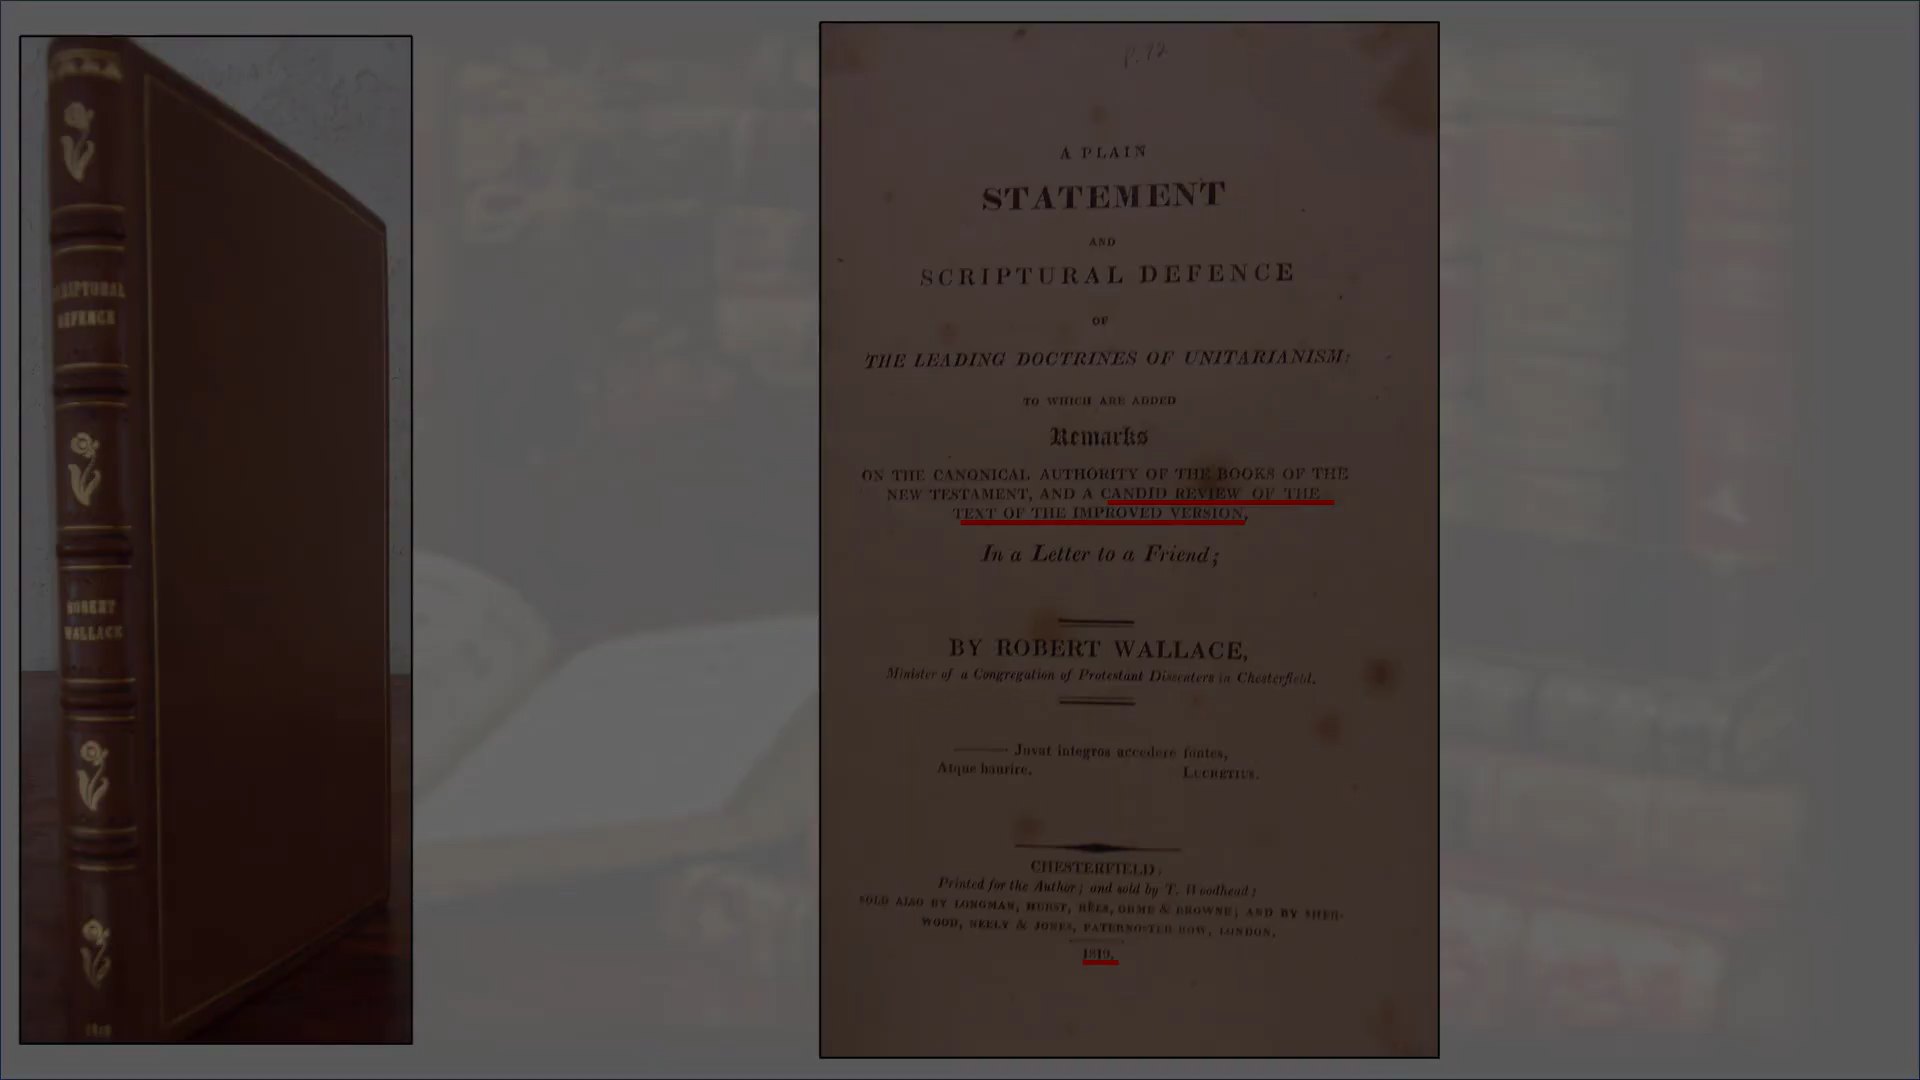 SCRIPTURAL
DEFENCE
ROBERT
WALLACE
1819
P. 72
A PLAIN
STATEMENT
AND
SCRIPTURAL DEFENCE
OF
THE LEADING DOCTRINES OF UNITARIANISM:
TO WHICH ARE ADDED
Remarks
ON THE CANONICAL AUTHORITY OF THE BOOKS OF THE
NEW TESTAMENT, AND A CANDID REVIEW OF THE
TEXT OF THE IMPROVED VERSION,
In a Letter to a Friend;
BY ROBERT WALLACE,
Minister of a Congregation of Protestant Dissenters in Chesterfield.
Juvat integros accedere fontes,
Atque haurire. LUCRETIUS.
CHESTERFIELD:
Printed for the Author; and sold by T. Woodhead;
SOLD ALSO BY LONGMAN, HURST, REES, ORME & BROWNE; AND BY SHER-
WOOD, NEELY & JONES, PATERNOSTER ROW, LONDON,
1819.